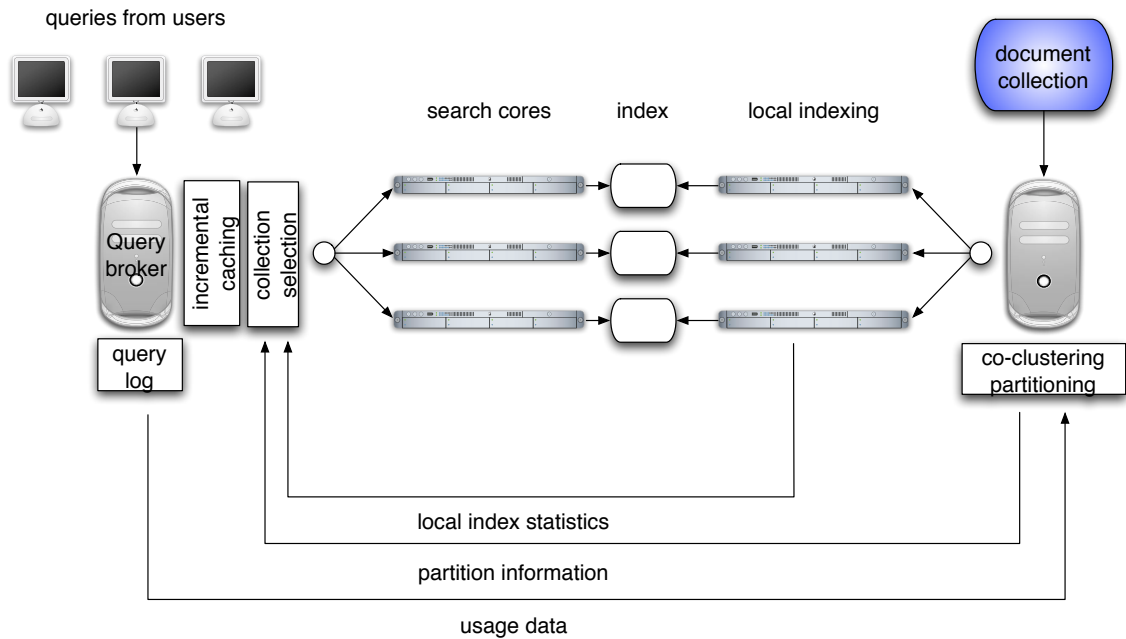 queries from users
document
collection
search cores
index
local indexing
Query
broker
incremental
caching
collection
selection
query
log
co-clustering
partitioning
local index statistics
partition information
usage data